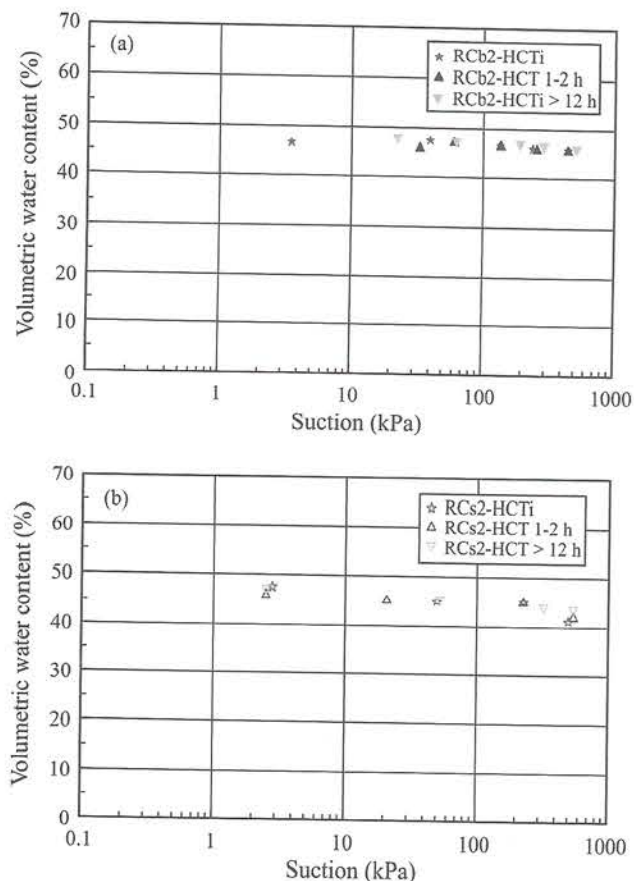 70
(a)
RCb2-HCTi
60
RCb2-HCT 1-2 h
RCb2-HCTi > 12 h
50
40
30
20
10
0
Volumetric water content (%)
0.1
1
10
100
1000
Suction (kPa)
70
(b)
RCs2-HCTi
60
RCs2-HCT 1-2 h
RCs2-HCT > 12 h
50
40
30
20
10
0
Volumetric water content (%)
0.1
1
10
100
1000
Suction (kPa)